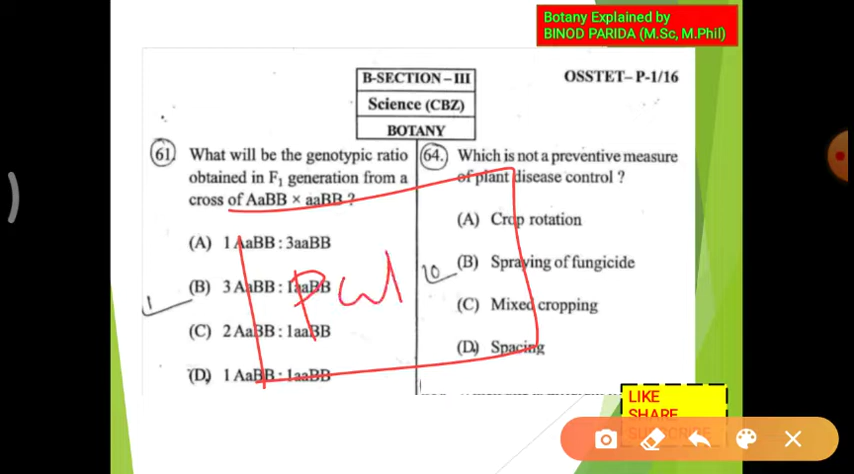 Botany Explained by
BINOD PARIDA (M.Sc, M.Phil)
B-SECTION – III
Science (CBZ)
BOTANY
OSSTET– P-1/16
61. What will be the genotypic ratio
obtained in F₁ generation from a
cross of AaBB × aaBB ?
(A) 1 AaBB : 3aaBB
(B) 3 AaBB : 1aaBB
(C) 2 AaBB : 1aaBB
(D) 1 AaBB : 1aaBB
64. Which is not a preventive measure
of plant disease control ?
(A) Crop rotation
(B) Spraying of fungicide
(C) Mixed cropping
(D) Spacing
LIKE
SHARE
SUBSCRIBE